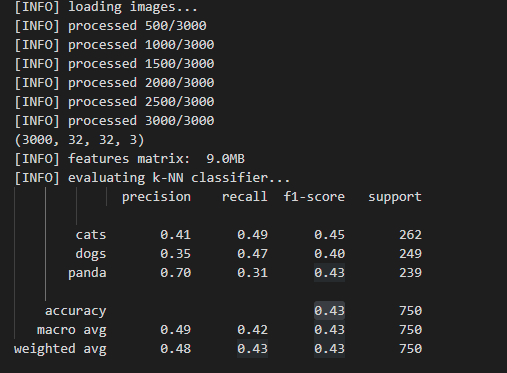 [INFO] loading images...
[INFO] processed 500/3000
[INFO] processed 1000/3000
[INFO] processed 1500/3000
[INFO] processed 2000/3000
[INFO] processed 2500/3000
[INFO] processed 3000/3000
(3000, 32, 32, 3)
[INFO] features matrix: 9.0MB
[INFO] evaluating k-NN classifier...
precision recall f1-score support
cats 0.41 0.49 0.45 262
dogs 0.35 0.47 0.40 249
panda 0.70 0.31 0.43 239
accuracy 0.43 750
macro avg 0.49 0.42 0.43 750
weighted avg 0.48 0.43 0.43 750